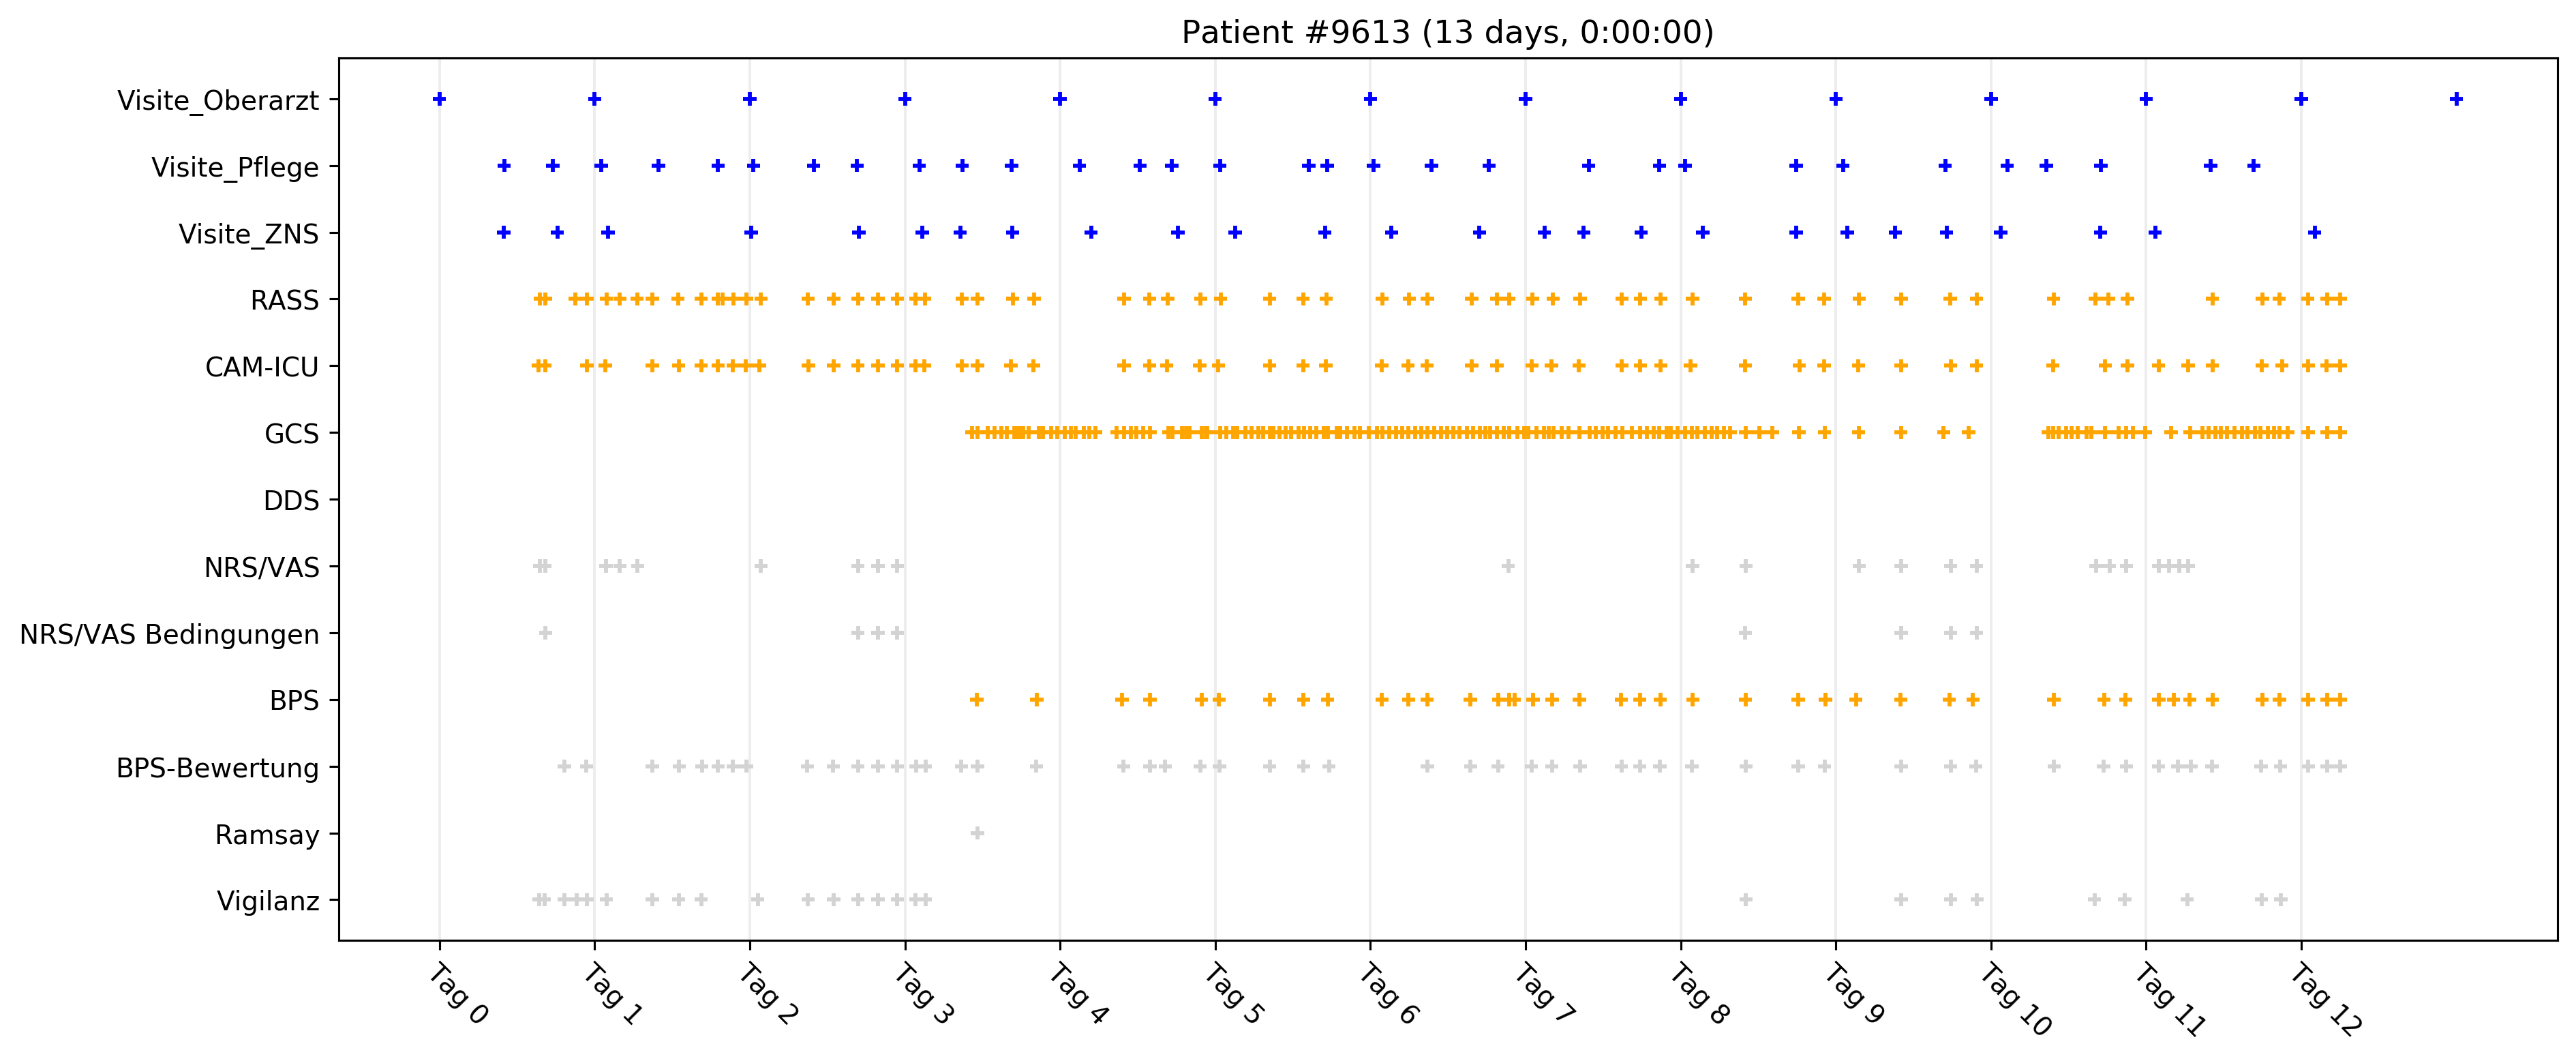 Patient #9613 (13 days, 0:00:00)
Visite_Oberarzt
Visite_Pflege
Visite_ZNS
RASS
CAM-ICU
GCS
DDS
NRS/VAS
NRS/VAS Bedingungen
BPS
BPS-Bewertung
Ramsay
Vigilanz
Tag 0
Tag 1
Tag 2
Tag 3
Tag 4
Tag 5
Tag 6
Tag 7
Tag 8
Tag 9
Tag 10
Tag 11
Tag 12